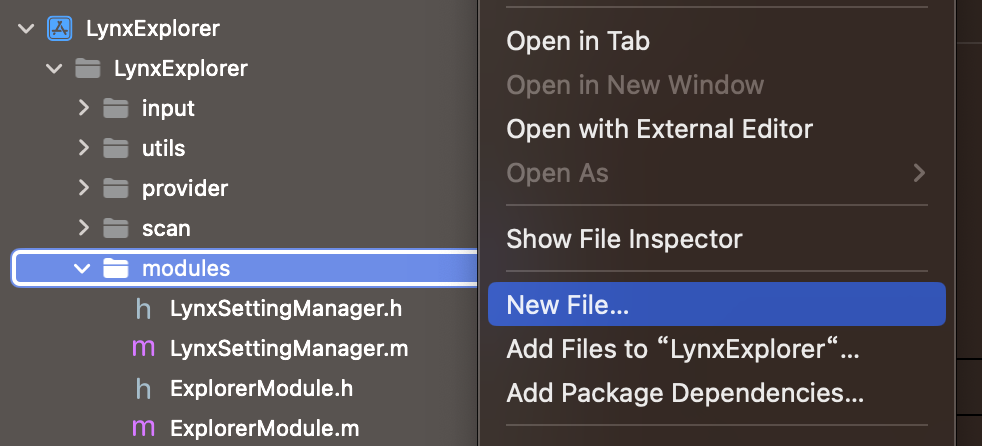 LynxExplorer
LynxExplorer
input
utils
provider
scan
modules
h LynxSettingManager.h
m LynxSettingManager.m
h ExplorerModule.h
m ExplorerModule.m
Open in Tab
Open in New Window
Open with External Editor
Open As
Show File Inspector
New File...
Add Files to “LynxExplorer“...
Add Package Dependencies...